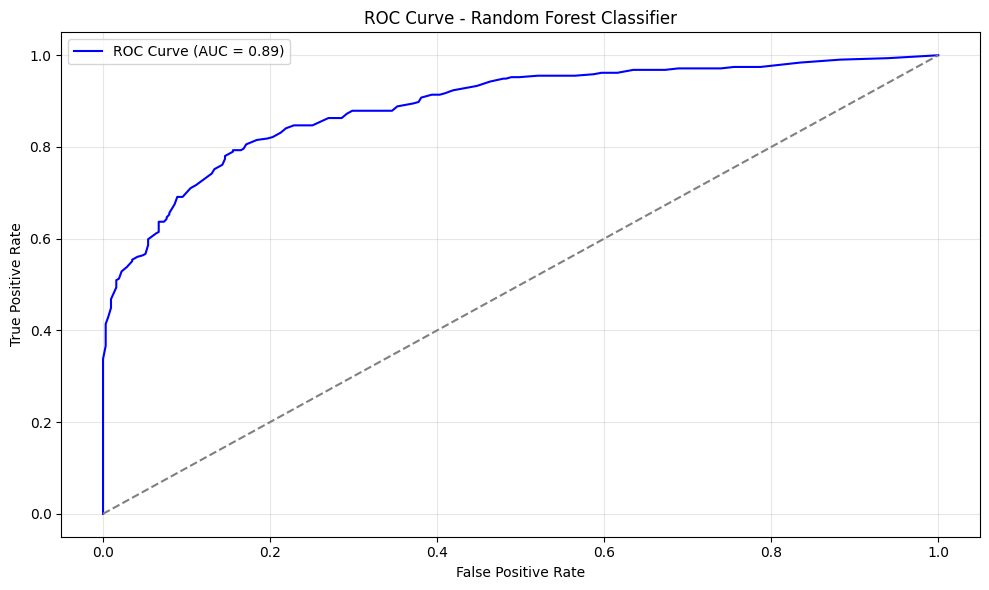 ROC Curve - Random Forest Classifier
ROC Curve (AUC = 0.89)
True Positive Rate
1.0
0.8
0.6
0.4
0.2
0.0
0.0 0.2 0.4 0.6 0.8 1.0
False Positive Rate